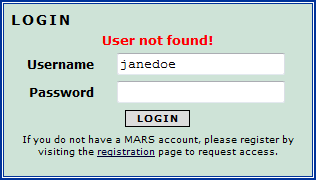 LOGIN
User not found!
Username janedoe
Password
LOGIN
If you do not have a MARS account, please register by
visiting the registration page to request access.